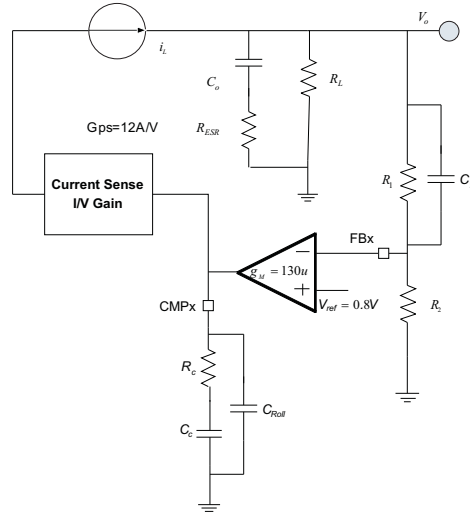 V_o
i_L
C_o
R_L
R_ESR
Gps=12A/V
Current Sense
I/V Gain
R_1
C
FBx
g_M = 130u
V_ref = 0.8V
R_2
CMPx
R_c
C_Roll
C_c